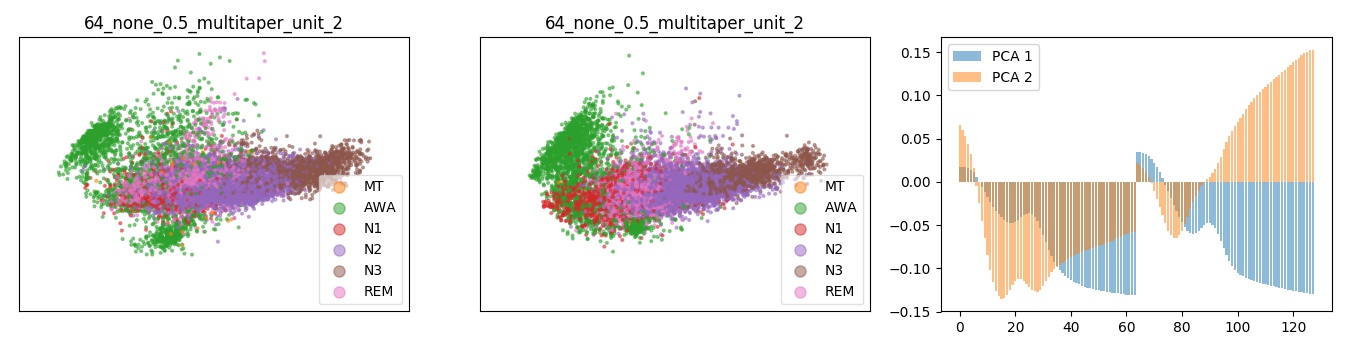 64_none_0.5_multitaper_unit_2
MT
AWA
N1
N2
N3
REM
64_none_0.5_multitaper_unit_2
MT
AWA
N1
N2
N3
REM
PCA 1
PCA 2
0.15
0.10
0.05
0.00
−0.05
−0.10
−0.15
0 20 40 60 80 100 120